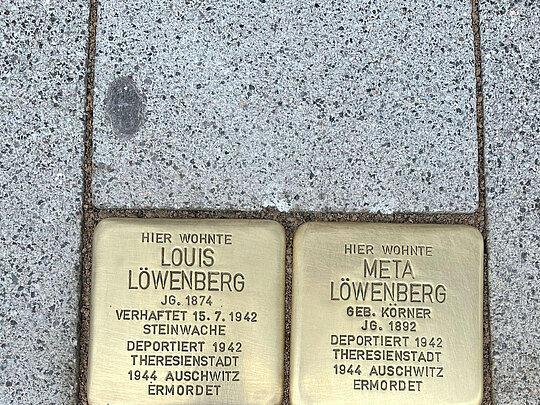 HIER WOHNTE
LOUIS
LÖWENBERG
JG. 1874
VERHAFTET 15.7.1942
STEINWACHE
DEPORTIERT 1942
THERESIENSTADT
1944 AUSCHWITZ
ERMORDET
HIER WOHNTE
META
LÖWENBERG
GEB. KÖRNER
JG. 1892
DEPORTIERT 1942
THERESIENSTADT
1944 AUSCHWITZ
ERMORDET